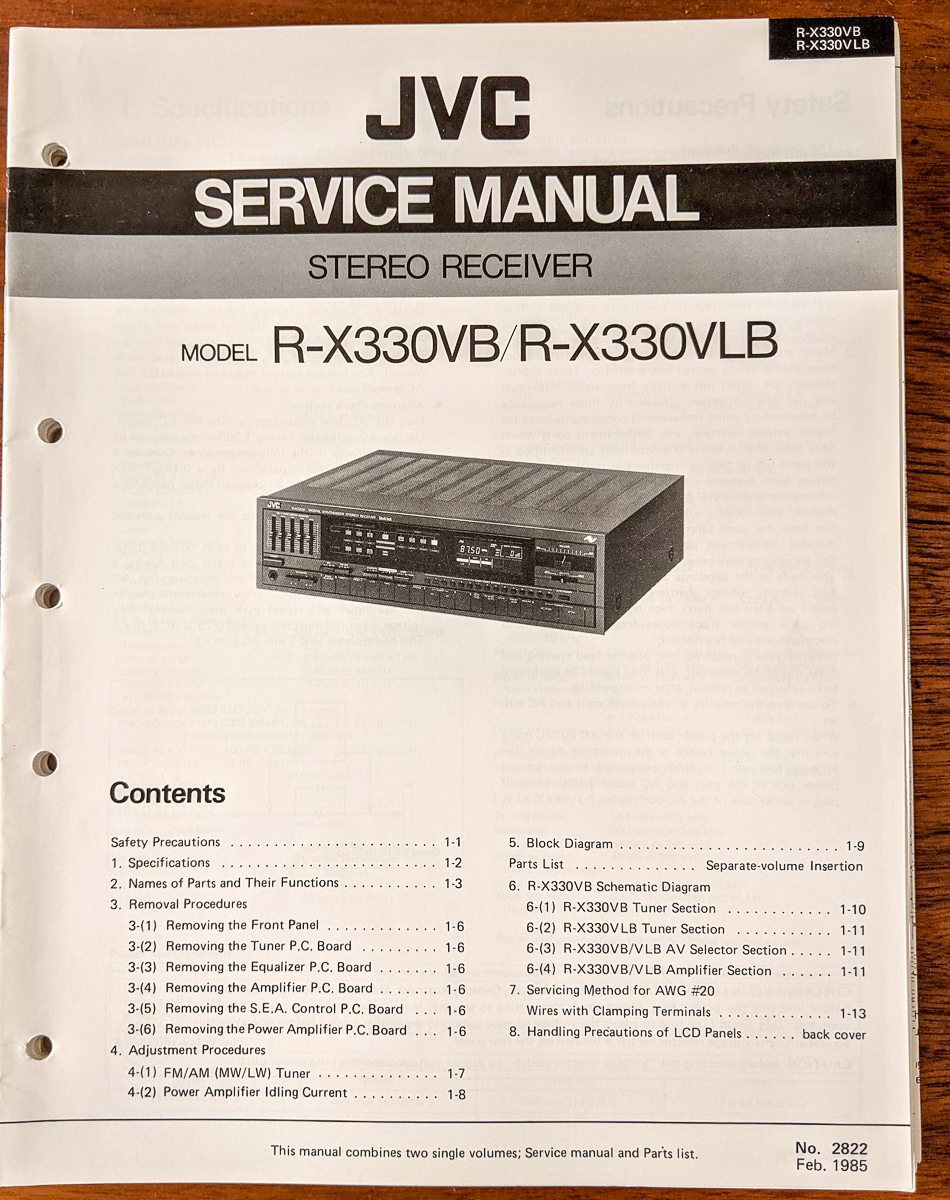 R-X330VB
R-X330VLB
JVC
SERVICE MANUAL
STEREO RECEIVER
MODEL R-X330VB/R-X330VLB
JVC
87.50
Contents
Safety Precautions . . . . . . . . . . . . . . . . . . . . . . . . 1-1
1. Specifications . . . . . . . . . . . . . . . . . . . . . . . . . 1-2
2. Names of Parts and Their Functions . . . . . . . . . . . 1-3
3. Removal Procedures
3-(1) Removing the Front Panel . . . . . . . . . . . . . 1-6
3-(2) Removing the Tuner P.C. Board . . . . . . . . . 1-6
3-(3) Removing the Equalizer P.C. Board . . . . . . . 1-6
3-(4) Removing the Amplifier P.C. Board . . . . . . . 1-6
3-(5) Removing the S.E.A. Control P.C. Board . . . 1-6
3-(6) Removing the Power Amplifier P.C. Board . . . 1-6
4. Adjustment Procedures
4-(1) FM/AM (MW/LW) Tuner . . . . . . . . . . . . . . 1-7
4-(2) Power Amplifier Idling Current . . . . . . . . . . 1-8
5. Block Diagram . . . . . . . . . . . . . . . . . . . . . . . . . 1-9
Parts List . . . . . . . . . . . . . . Separate-volume Insertion
6. R-X330VB Schematic Diagram
6-(1) R-X330VB Tuner Section . . . . . . . . . . . . 1-10
6-(2) R-X330VLB Tuner Section . . . . . . . . . . . 1-11
6-(3) R-X330VB/VLB AV Selector Section . . . . . 1-11
6-(4) R-X330VB/VLB Amplifier Section . . . . . . 1-11
7. Servicing Method for AWG #20
Wires with Clamping Terminals . . . . . . . . . . . . . 1-13
8. Handling Precautions of LCD Panels . . . . . . back cover
This manual combines two single volumes; Service manual and Parts list.
No. 2822
Feb. 1985